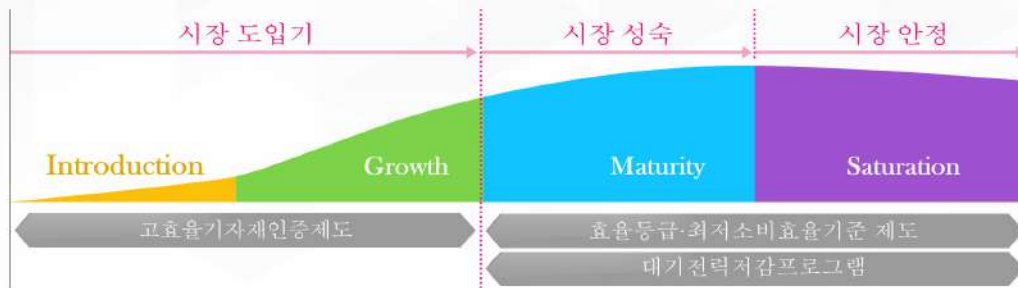 시장 도입기
시장 성숙
시장 안정
Introduction
Growth
Maturity
Saturation
고효율기자재인증제도
효율등급·최저소비효율기준 제도
대기전력저감프로그램